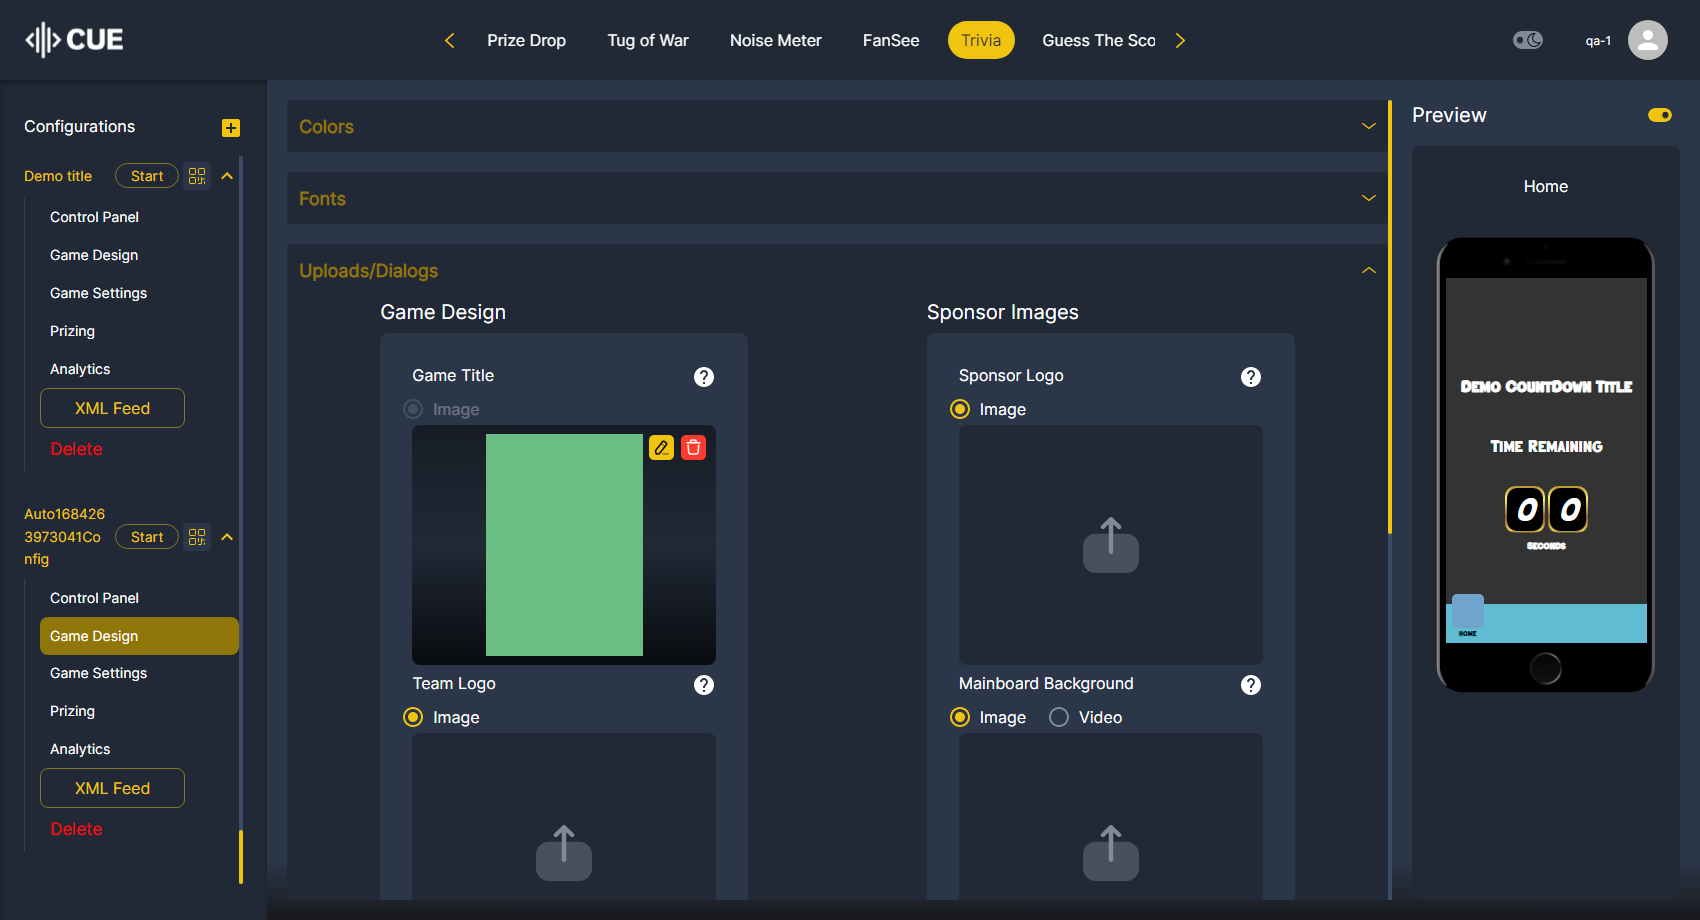 CUE
Prize Drop
Tug of War
Noise Meter
FanSee
Trivia
Guess The Sco
qa-1
Configurations
Demo title
Start
Control Panel
Game Design
Game Settings
Prizing
Analytics
XML Feed
Delete
Auto168426
3973041Co
nfig
Start
Control Panel
Game Design
Game Settings
Prizing
Analytics
XML Feed
Delete
Colors
Fonts
Uploads/Dialogs
Game Design
Game Title
?
Image
Team Logo
?
Image
Sponsor Images
Sponsor Logo
?
Image
Mainboard Background
?
Image
Video
Preview
Home
Demo CountDown Title
Time Remaining
0 0
Seconds
HOME